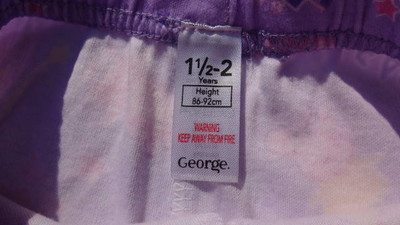 1½-2
Years
Height
86-92cm
WARNING
KEEP AWAY FROM FIRE
George.